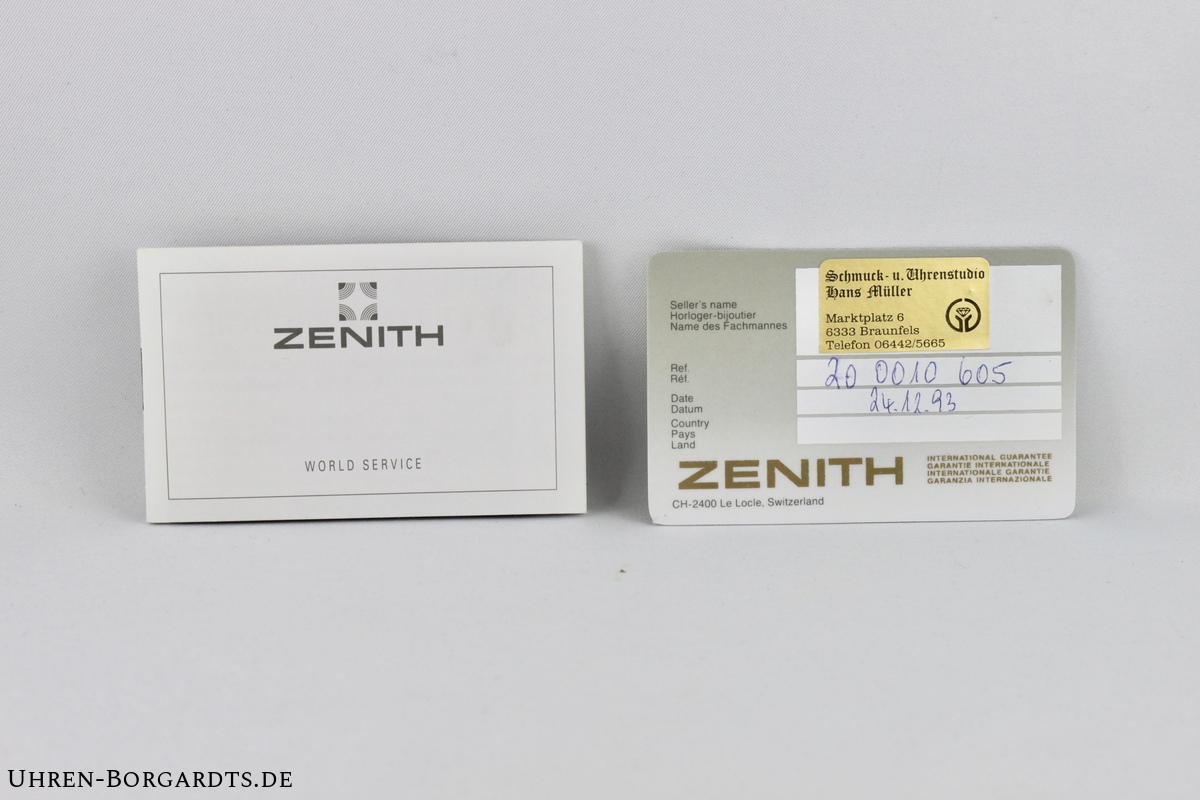 ZENITH
WORLD SERVICE
Schmuck- u. Uhrenstudio
Hans Müller
Marktplatz 6
6333 Braunfels
Telefon 06442/5665
Seller's name
Horloger-bijoutier
Name des Fachmannes
Ref.
Réf.
20 0010 605
Date
Datum
24.12.93
Country
Pays
Land
ZENITH
INTERNATIONAL GUARANTEE
GARANTIE INTERNATIONALE
INTERNATIONALE GARANTIE
GARANZIA INTERNAZIONALE
CH-2400 Le Locle, Switzerland
UHREN-BORGARDTS.DE